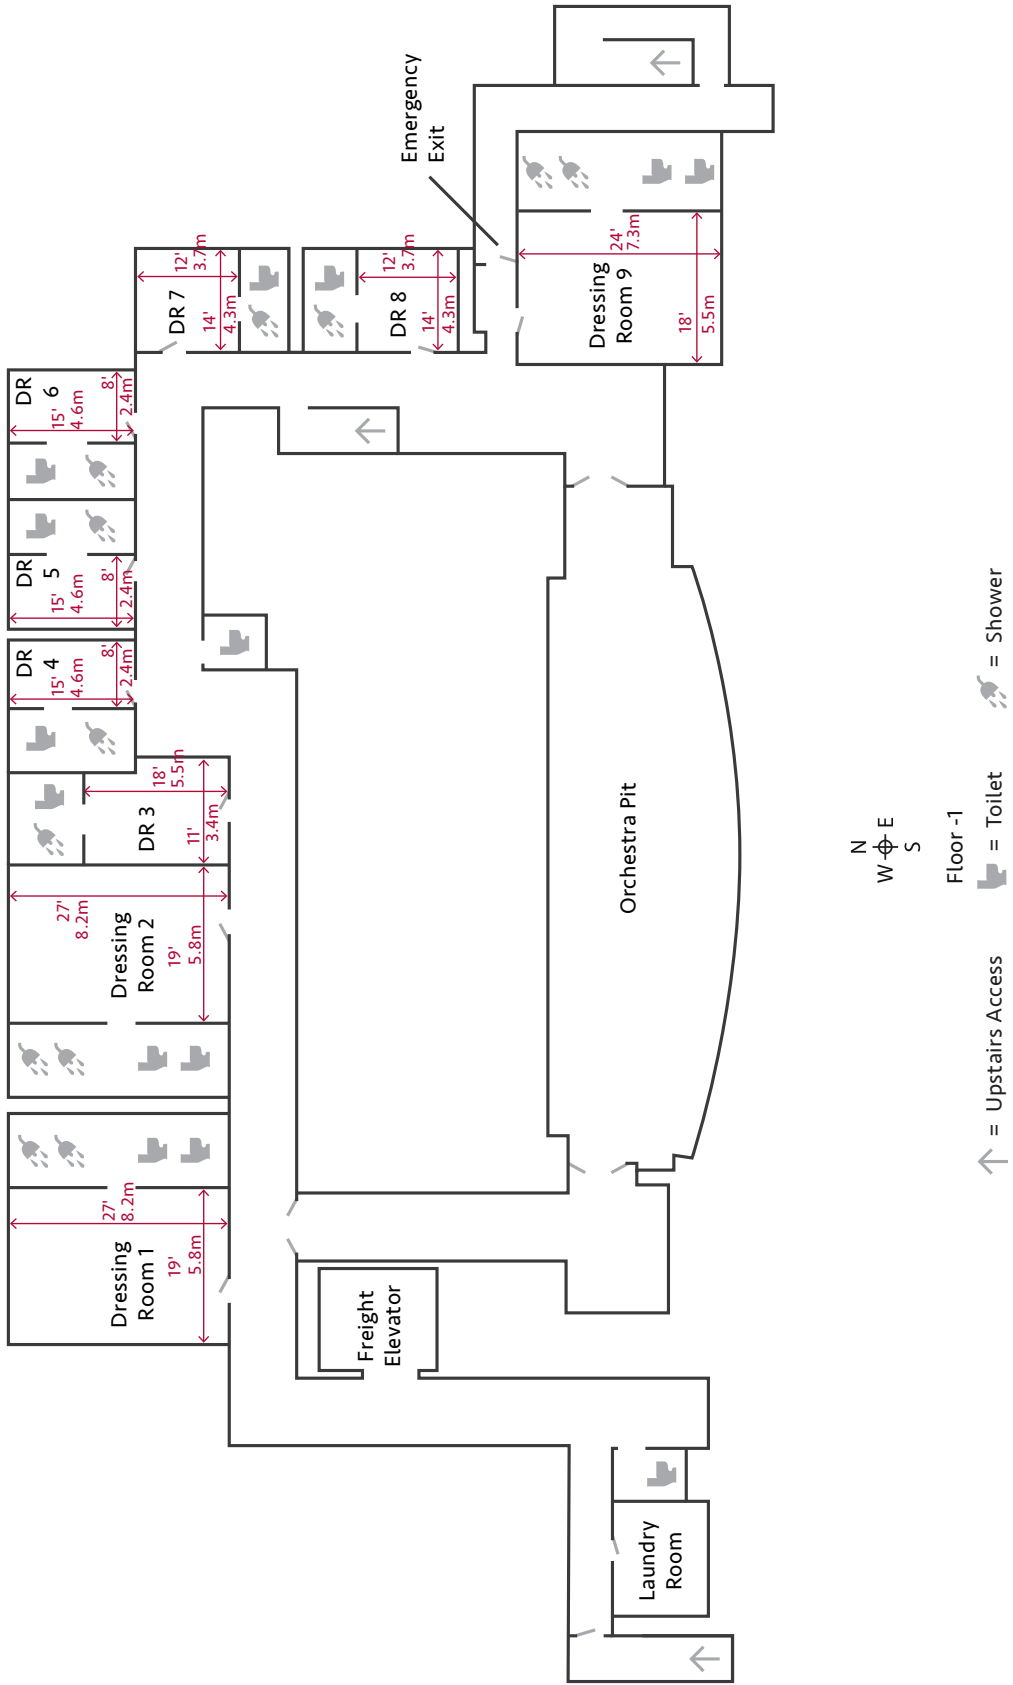 Dressing
Room 1
27'
8.2m
19'
5.8m
Dressing
Room 2
27'
8.2m
19'
5.8m
DR 3
18'
5.5m
11'
3.4m
DR
4
15'
4.6m
8'
2.4m
DR
5
15'
4.6m
8'
2.4m
DR
6
15'
4.6m
8'
2.4m
DR 7
12'
3.7m
14'
4.3m
DR 8
12'
3.7m
14'
4.3m
Emergency
Exit
Dressing
Room 9
24'
7.3m
18'
5.5m
Freight
Elevator
Orchestra Pit
Laundry
Room
N
W E
S
Floor -1
= Upstairs Access
= Toilet
= Shower